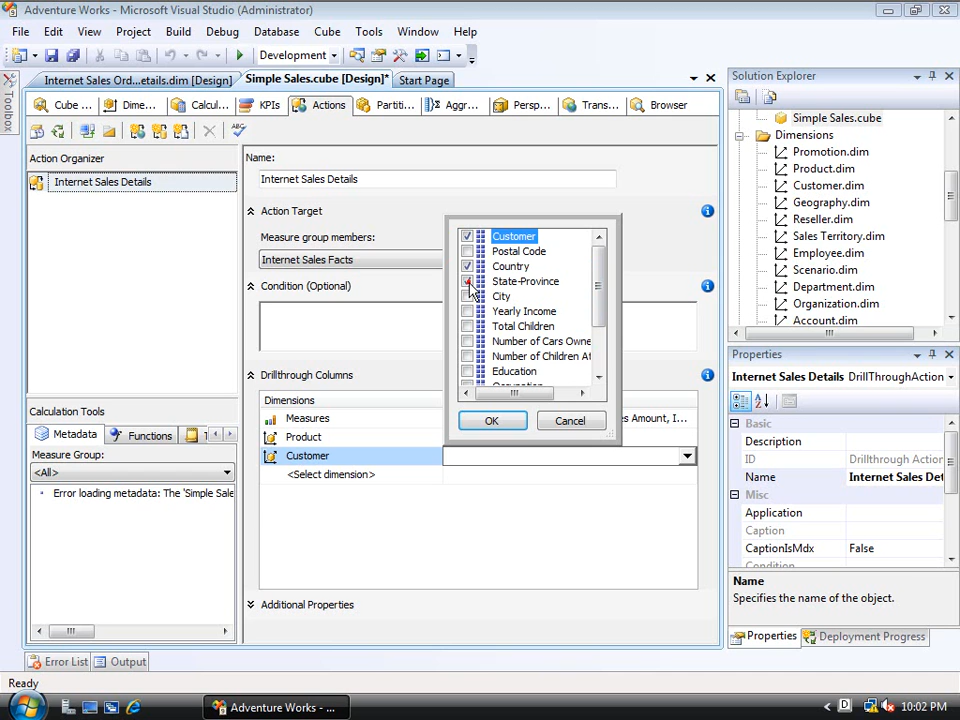 Adventure Works - Microsoft Visual Studio (Administrator)
File Edit View Project Build Debug Database Cube Tools Window Help
Development
Internet Sales Ord...etails.dim [Design] Simple Sales.cube [Design]* Start Page
Cube ... Dime... Calcul... KPIs Actions Partiti... Aggr... Persp... Trans... Browser
Action Organizer
Internet Sales Details
Name:
Internet Sales Details
Action Target
Measure group members:
Internet Sales Facts
Condition (Optional)
Drillthrough Columns
Dimensions
Measures
s Amount, I...
Product
Customer
<Select dimension>
Additional Properties
Customer
Postal Code
Country
State-Province
City
Yearly Income
Total Children
Number of Cars Owne
Number of Children At
Education
OK Cancel
Calculation Tools
Metadata Functions T
Measure Group:
<All>
Error loading metadata: The 'Simple Sale
Toolbox
Solution Explorer
Simple Sales.cube
Dimensions
Promotion.dim
Product.dim
Customer.dim
Geography.dim
Reseller.dim
Sales Territory.dim
Employee.dim
Scenario.dim
Department.dim
Organization.dim
Account.dim
Properties
Internet Sales Details DrillThroughAction
Basic
Description
ID Drillthrough Action
Name Internet Sales Det
Misc
Application
Caption
CaptionIsMdx False
Condition
Name
Specifies the name of the object.
Properties Deployment Progress
Error List Output
Ready
Adventure Works - ...
D
10:02 PM